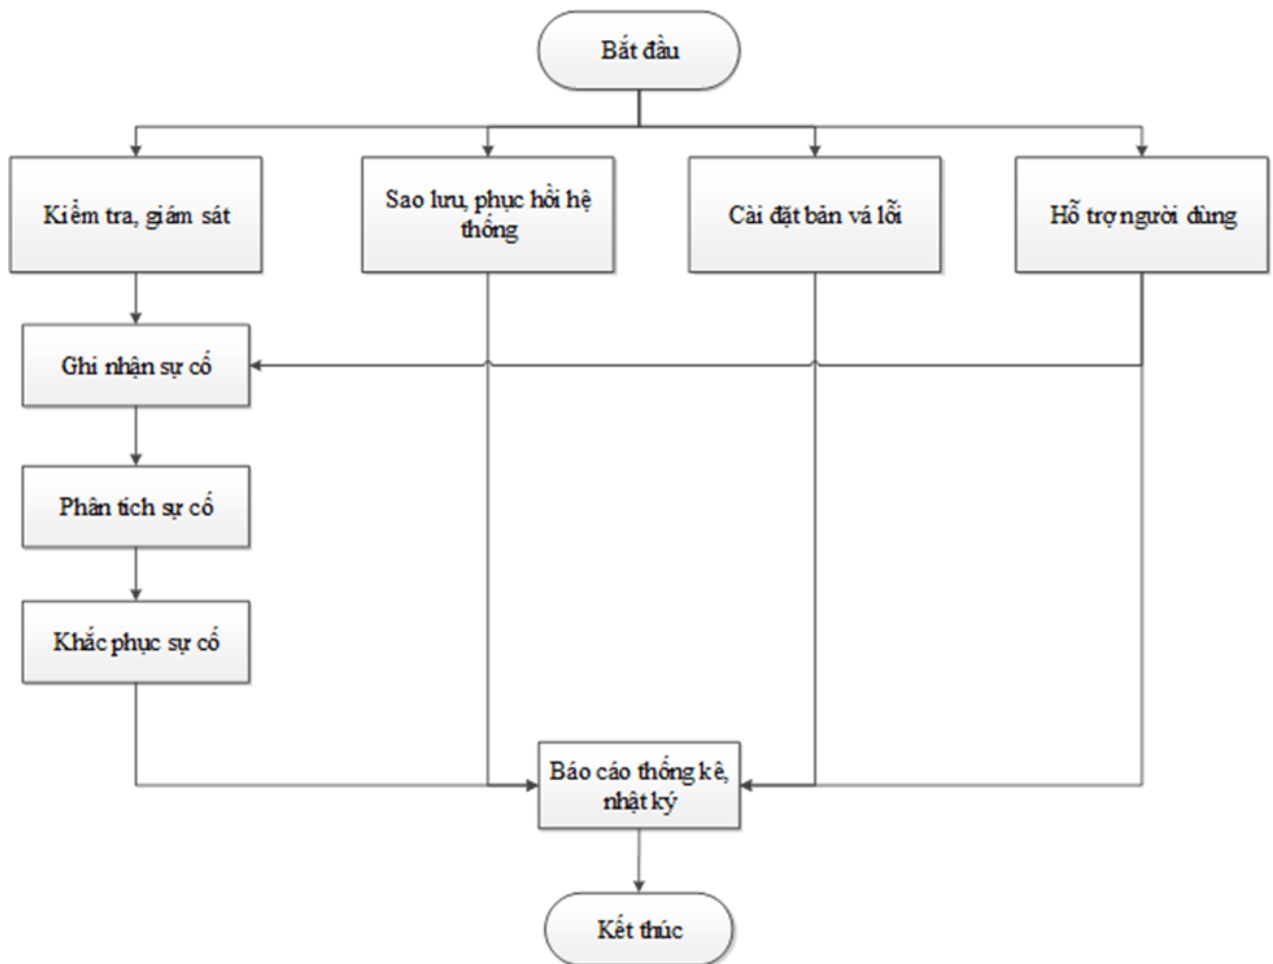 Bắt đầu
Kiểm tra, giám sát
Sao lưu, phục hồi hệ
thống
Cài đặt bản vá lỗi
Hỗ trợ người dùng
Ghi nhận sự cố
Phân tích sự cố
Khắc phục sự cố
Báo cáo thống kê,
nhật ký
Kết thúc